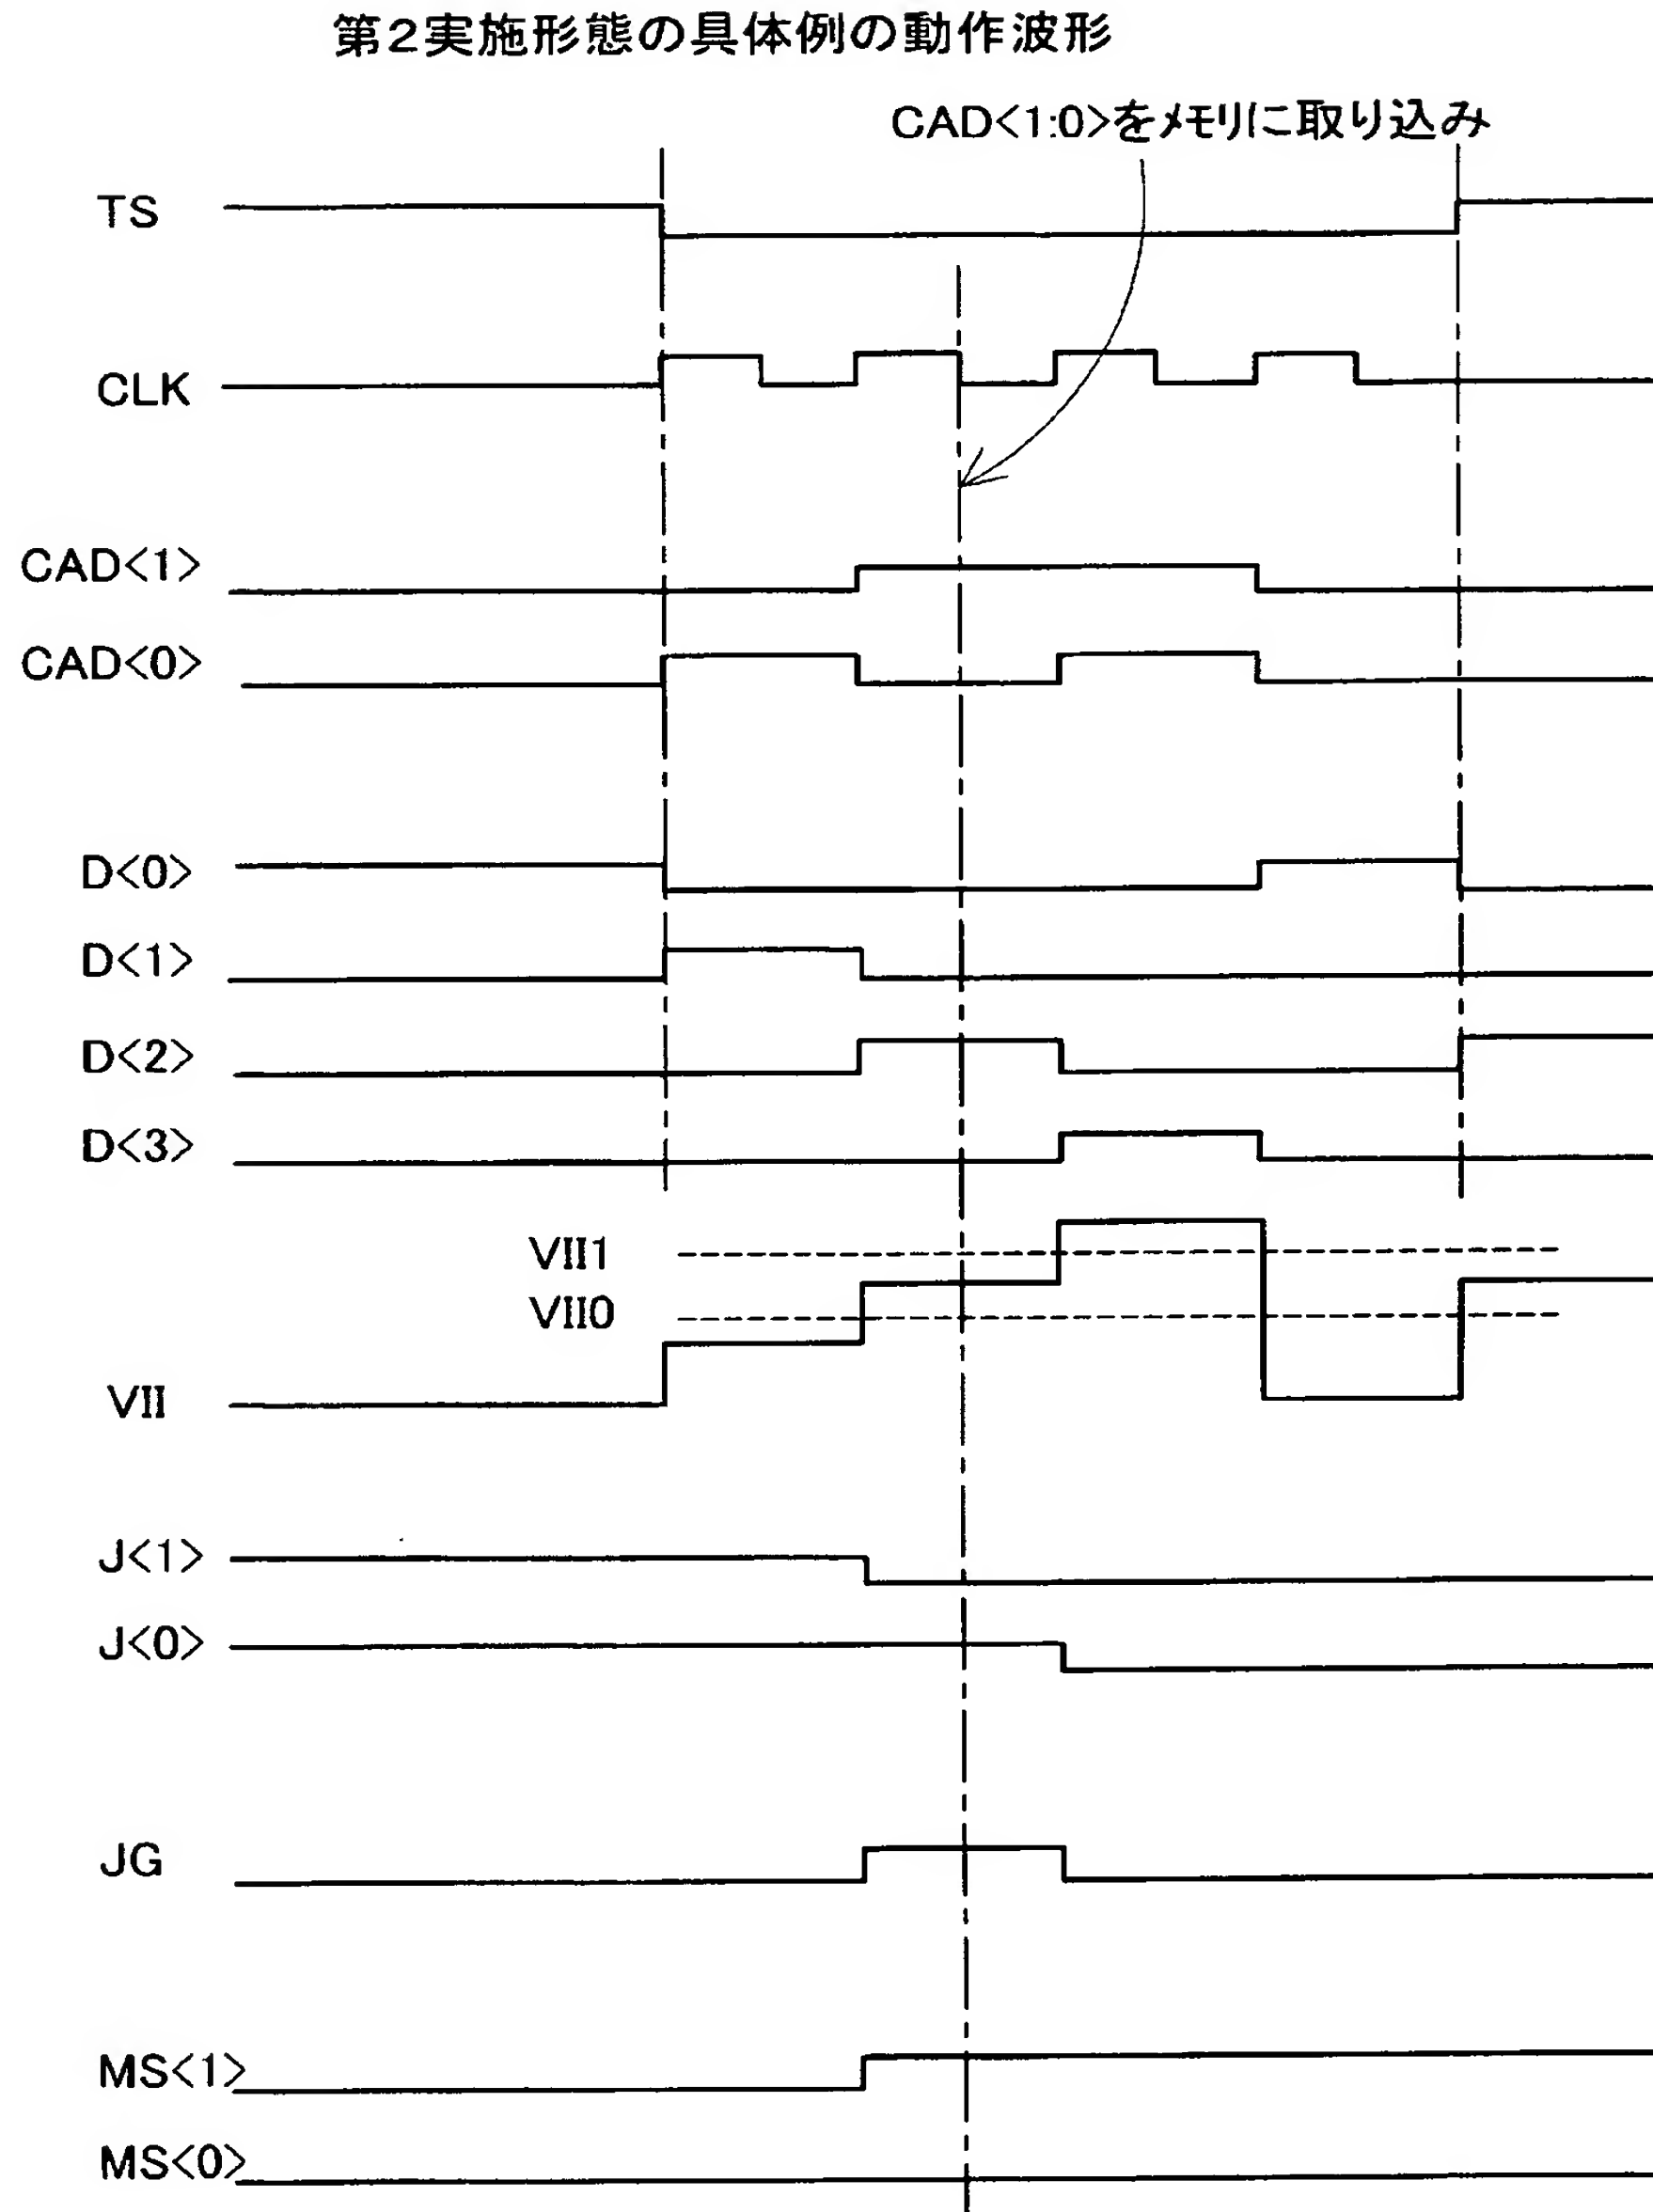 第2実施形態の具体例の動作波形
CAD<1:0>をメモリに取り込み
TS
CLK
CAD<1>
CAD<0>
D<0>
D<1>
D<2>
D<3>
VII1
VII0
VII
J<1>
J<0>
JG
MS<1>
MS<0>